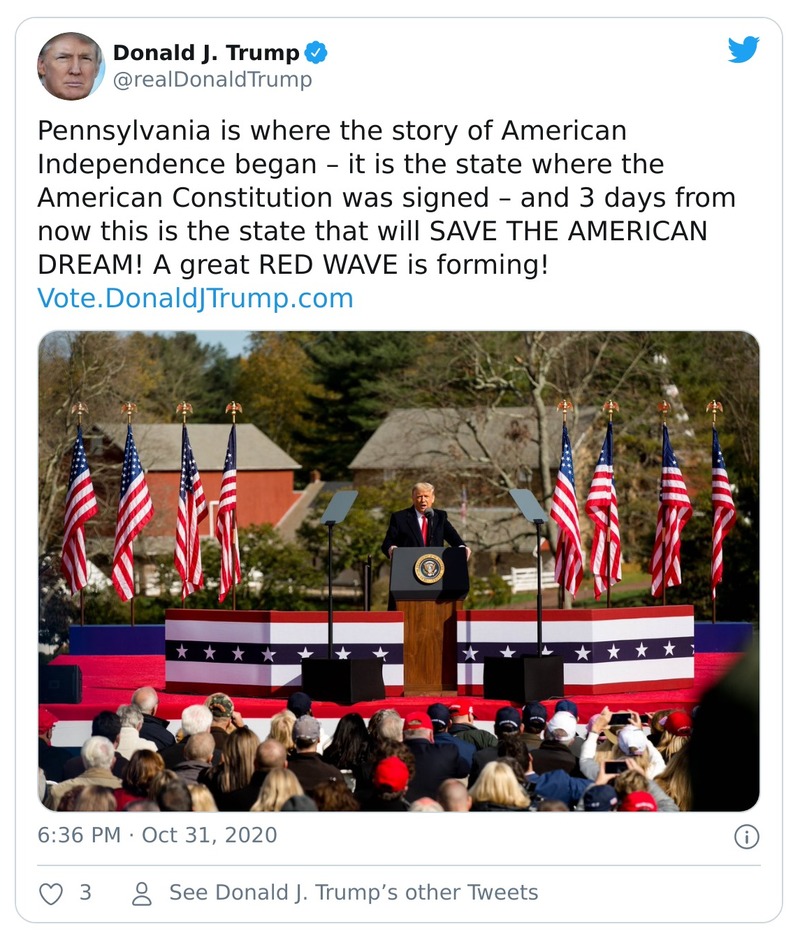 Donald J. Trump
@realDonaldTrump
Pennsylvania is where the story of American
Independence began – it is the state where the
American Constitution was signed – and 3 days from
now this is the state that will SAVE THE AMERICAN
DREAM! A great RED WAVE is forming!
Vote.DonaldJTrump.com
6:36 PM · Oct 31, 2020
3 See Donald J. Trump’s other Tweets